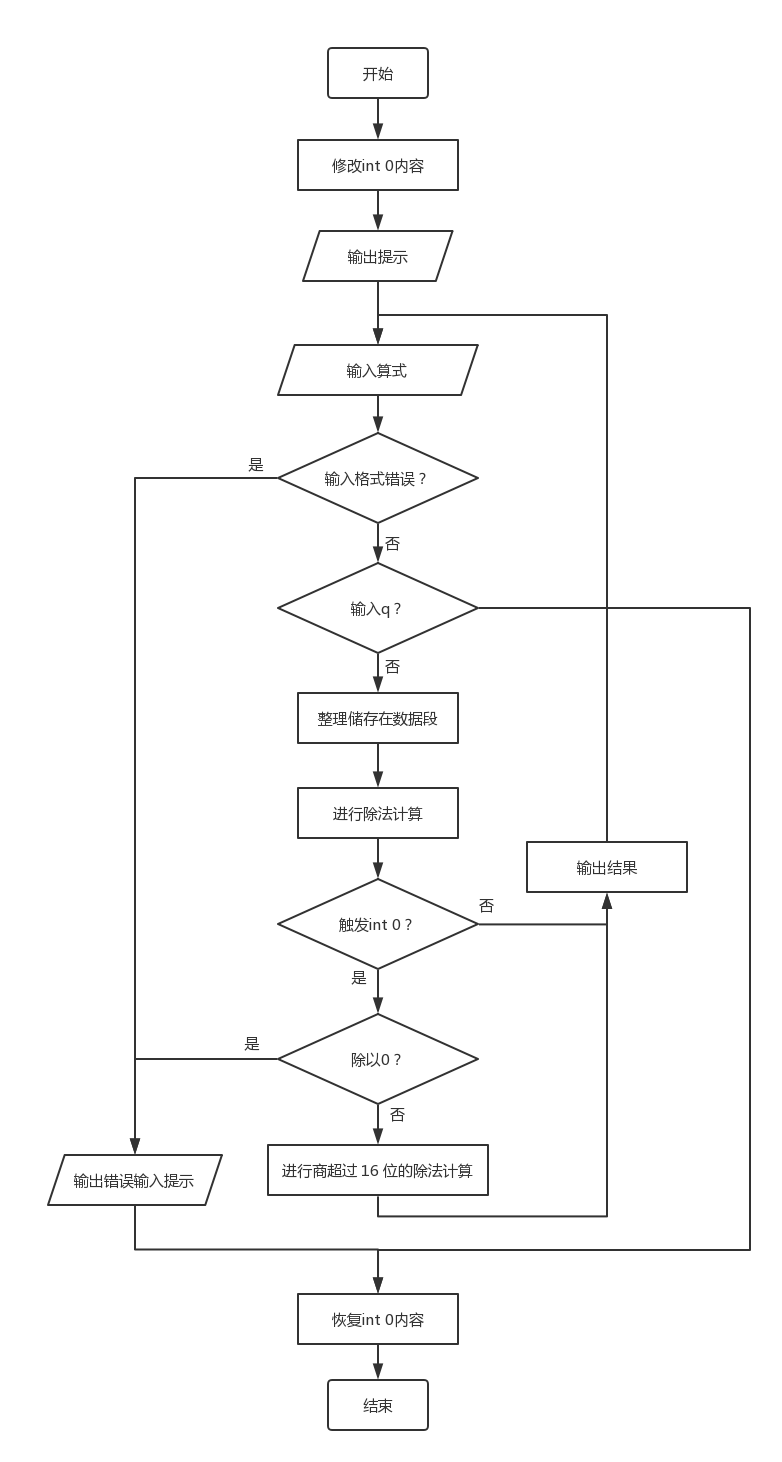 开始
修改int 0内容
输出提示
输入算式
是
输入格式错误？
否
输入q？
否
整理储存在数据段
进行除法计算
输出结果
否
触发int 0？
是
是
除以0？
否
进行商超过 16 位的除法计算
输出错误输入提示
恢复int 0内容
结束